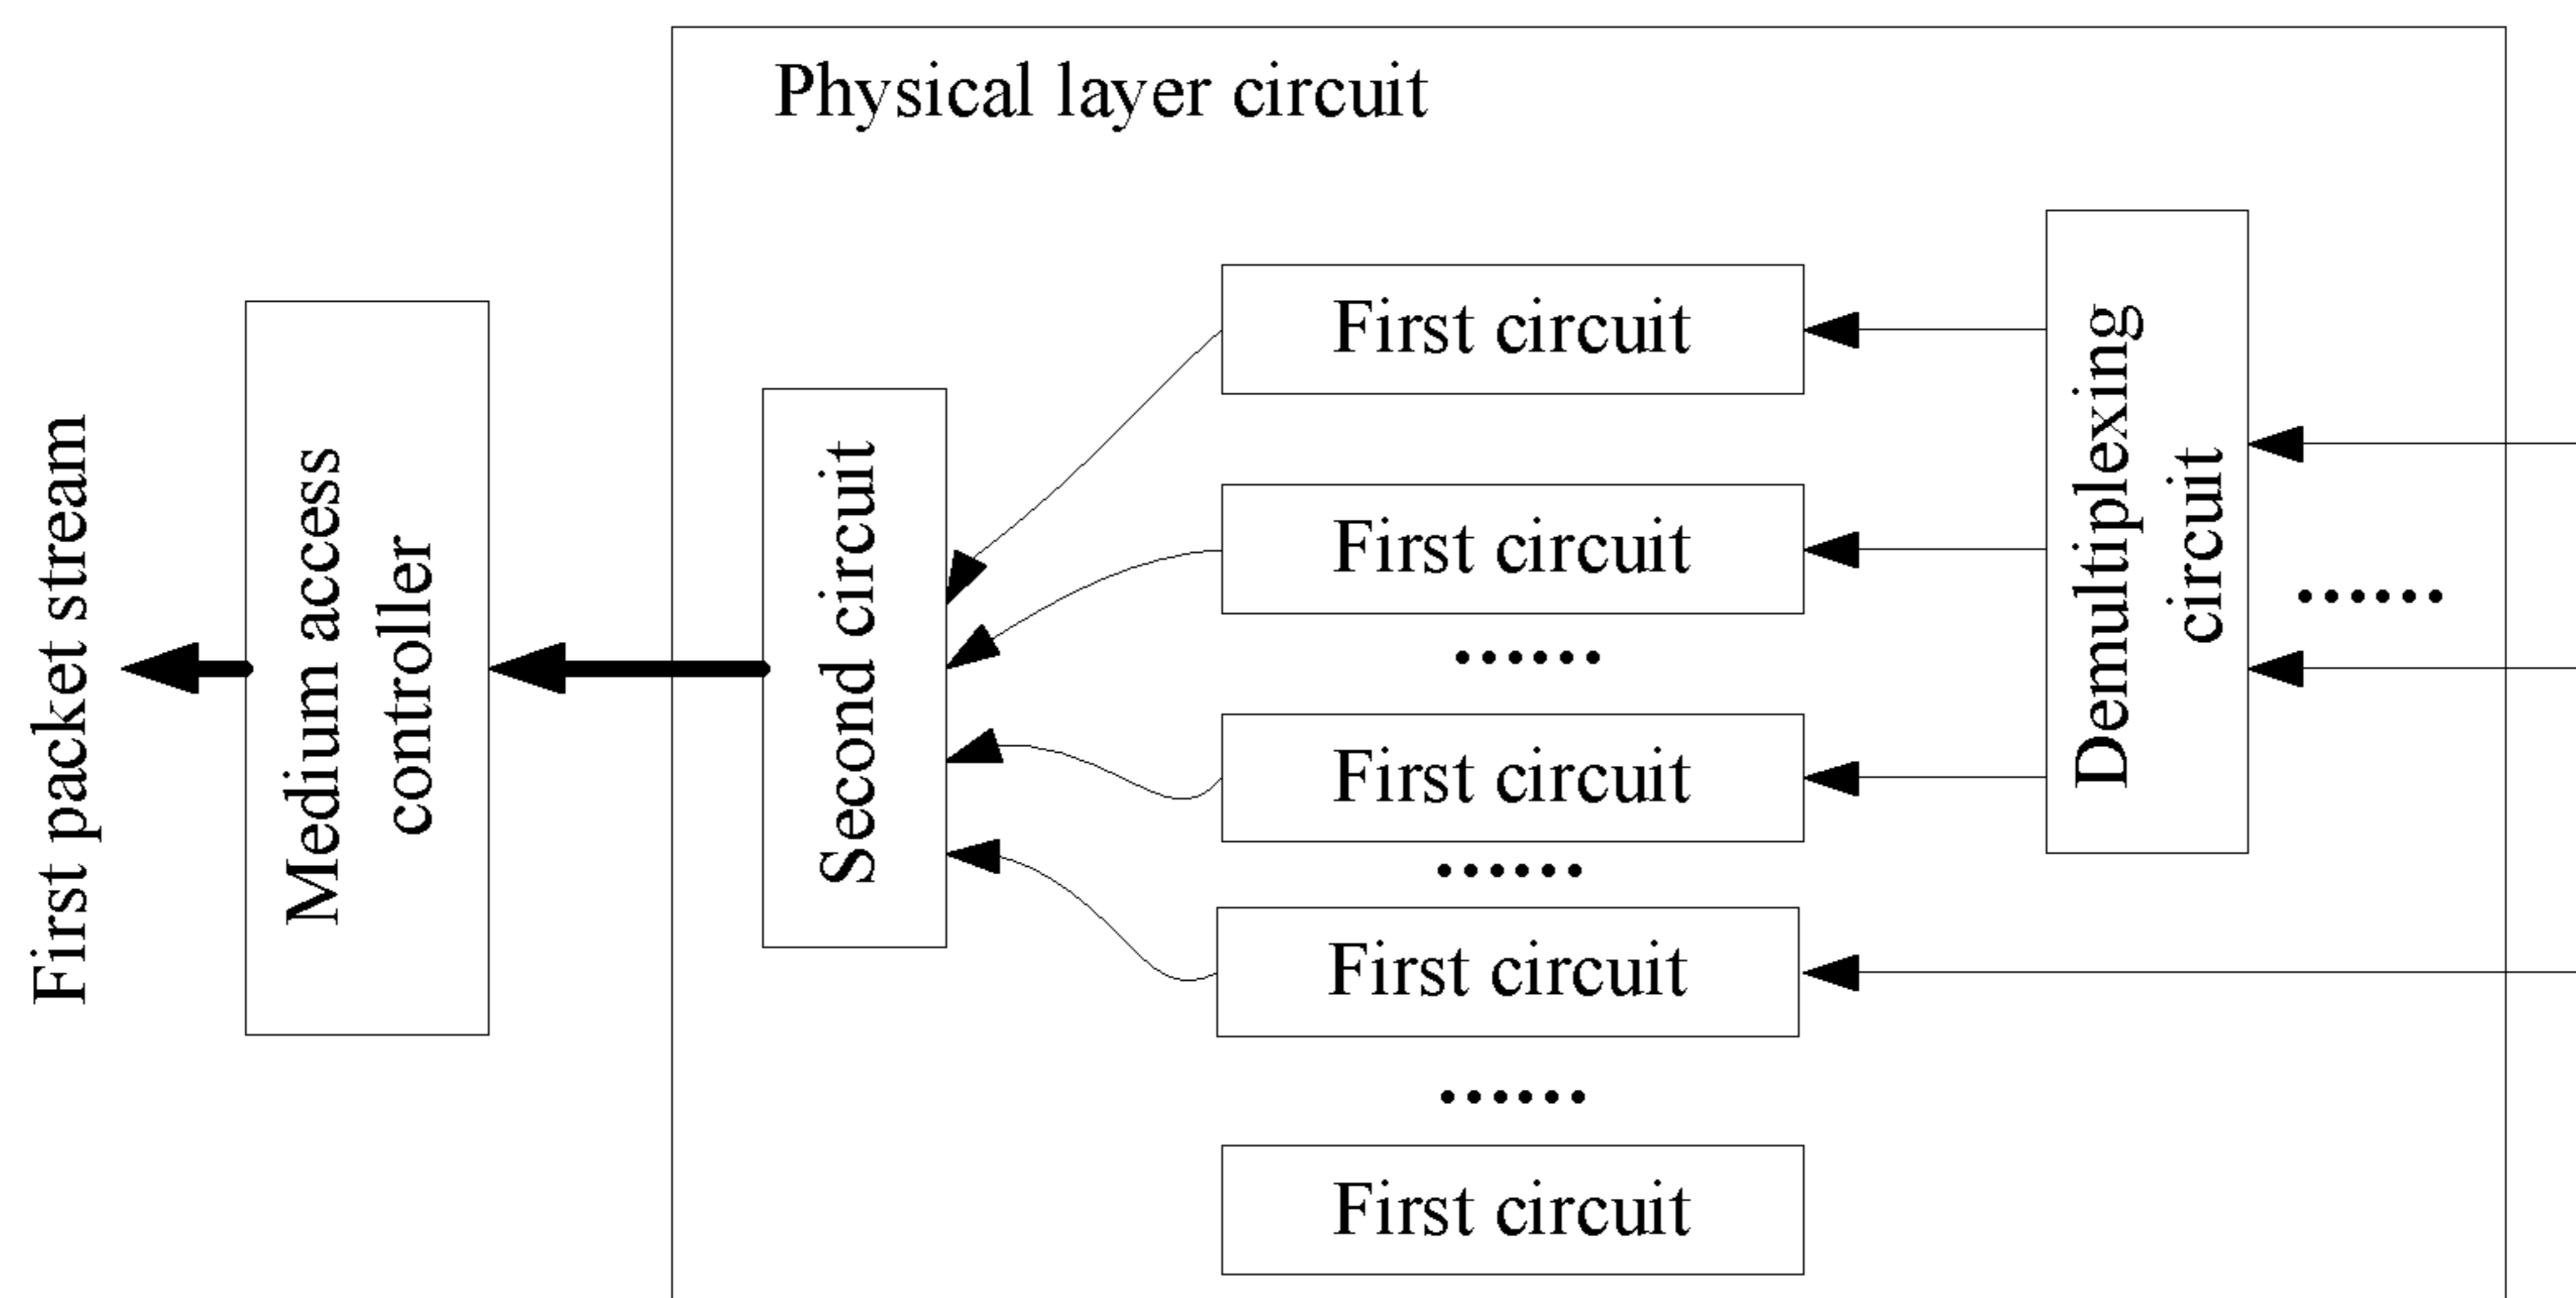 Physical layer circuit
First packet stream
Medium access
controller
Second circuit
First circuit
First circuit
......
First circuit
......
First circuit
......
First circuit
Demultiplexing
circuit
......